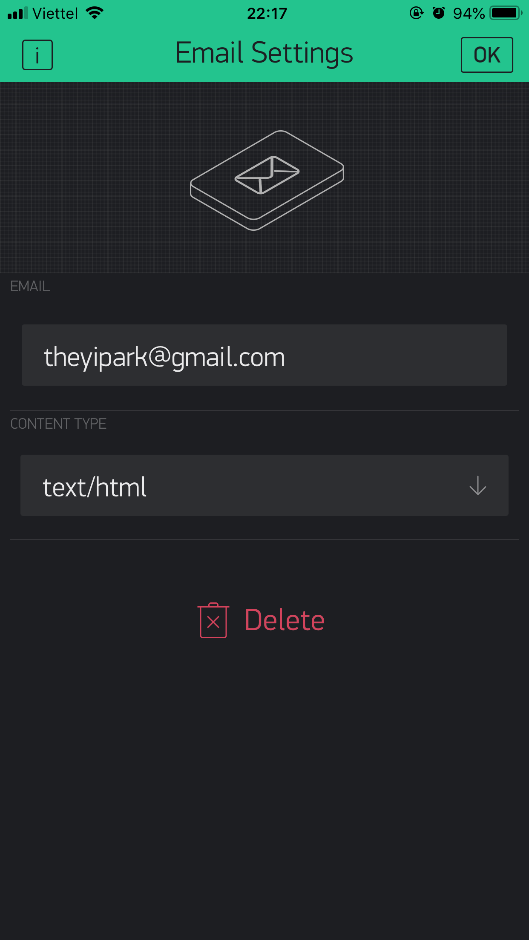 Viettel 22:17 94%
i Email Settings OK
EMAIL
theyipark@gmail.com
CONTENT TYPE
text/html
Delete